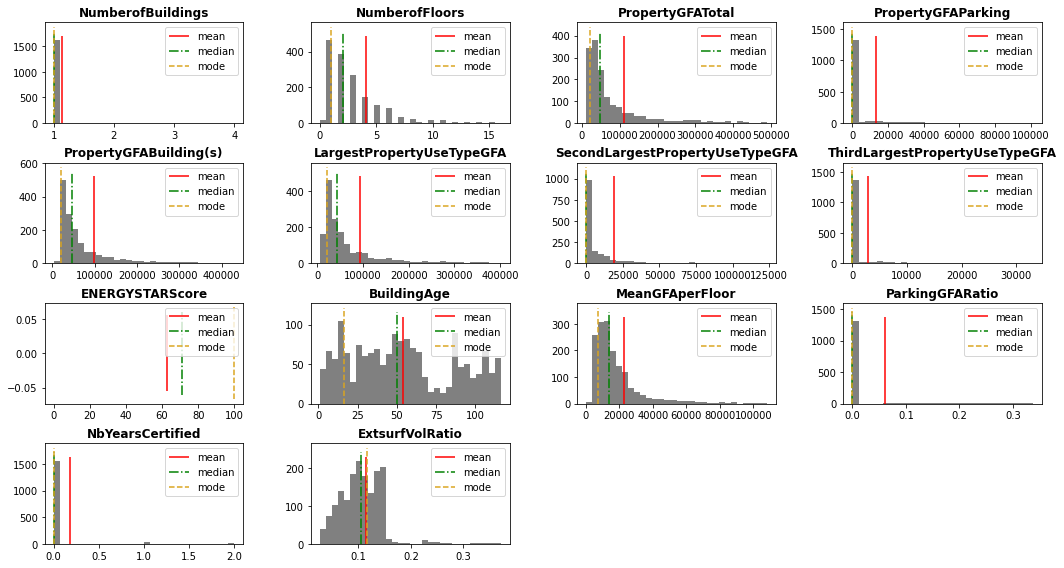 NumberofBuildings
1500
1000
500
0
1
2
3
4
mean
median
mode
NumberofFloors
400
200
0
0
5
10
15
mean
median
mode
PropertyGFATotal
400
300
200
100
0
0
100000
200000
300000
400000
500000
mean
median
mode
PropertyGFAParking
1500
1000
500
0
0
20000
40000
60000
80000
100000
mean
median
mode
PropertyGFABuilding(s)
600
400
200
0
0
100000
200000
300000
400000
mean
median
mode
LargestPropertyUseTypeGFA
400
200
0
0
100000
200000
300000
400000
mean
median
mode
SecondLargestPropertyUseTypeGFA
1000
750
500
250
0
0
25000
50000
75000
100000
125000
mean
median
mode
ThirdLargestPropertyUseTypeGFA
1500
1000
500
0
0
10000
20000
30000
mean
median
mode
ENERGYSTARScore
0.05
0.00
−0.05
0
20
40
60
80
100
mean
median
mode
BuildingAge
100
50
0
0
25
50
75
100
mean
median
mode
MeanGFAperFloor
300
200
100
0
0
20000
40000
60000
80000
100000
mean
median
mode
ParkingGFARatio
1500
1000
500
0
0.0
0.1
0.2
0.3
mean
median
mode
NbYearsCertified
1500
1000
500
0
0.0
0.5
1.0
1.5
2.0
mean
median
mode
ExtsurfVolRatio
200
100
0
0.1
0.2
0.3
mean
median
mode